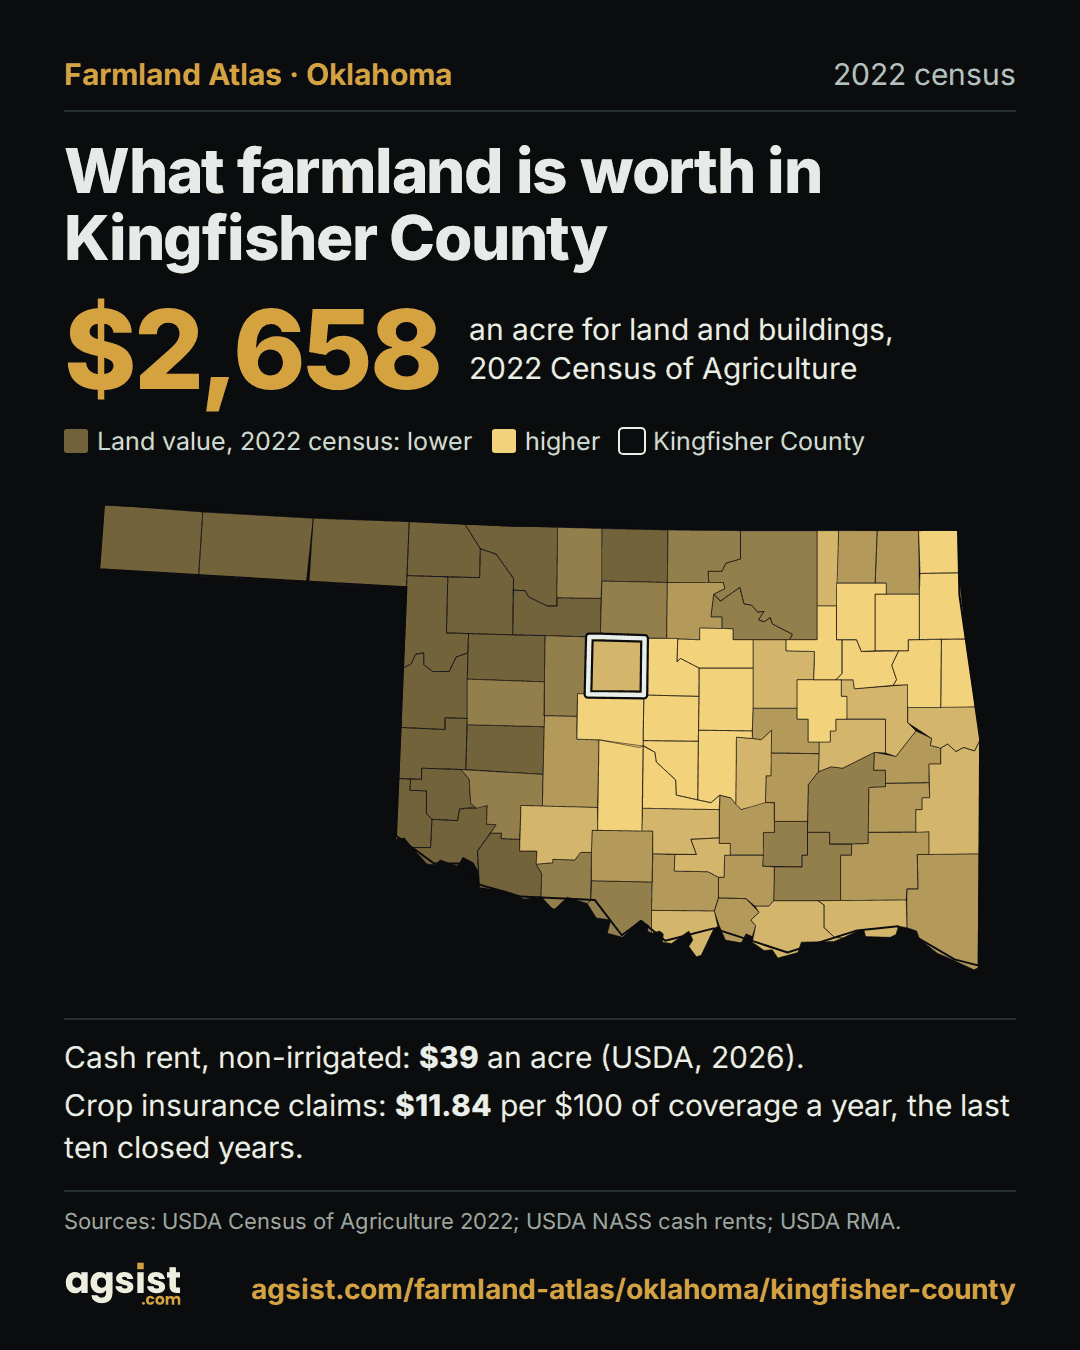 Farmland Atlas · Oklahoma
2022 census
What farmland is worth in
Kingfisher County
$2,658
an acre for land and buildings,
2022 Census of Agriculture
Land value, 2022 census: lower
higher
Kingfisher County
Cash rent, non-irrigated: $39 an acre (USDA, 2026).
Crop insurance claims: $11.84 per $100 of coverage a year, the last
ten closed years.
Sources: USDA Census of Agriculture 2022; USDA NASS cash rents; USDA RMA.
agsist
.com
agsist.com/farmland-atlas/oklahoma/kingfisher-county